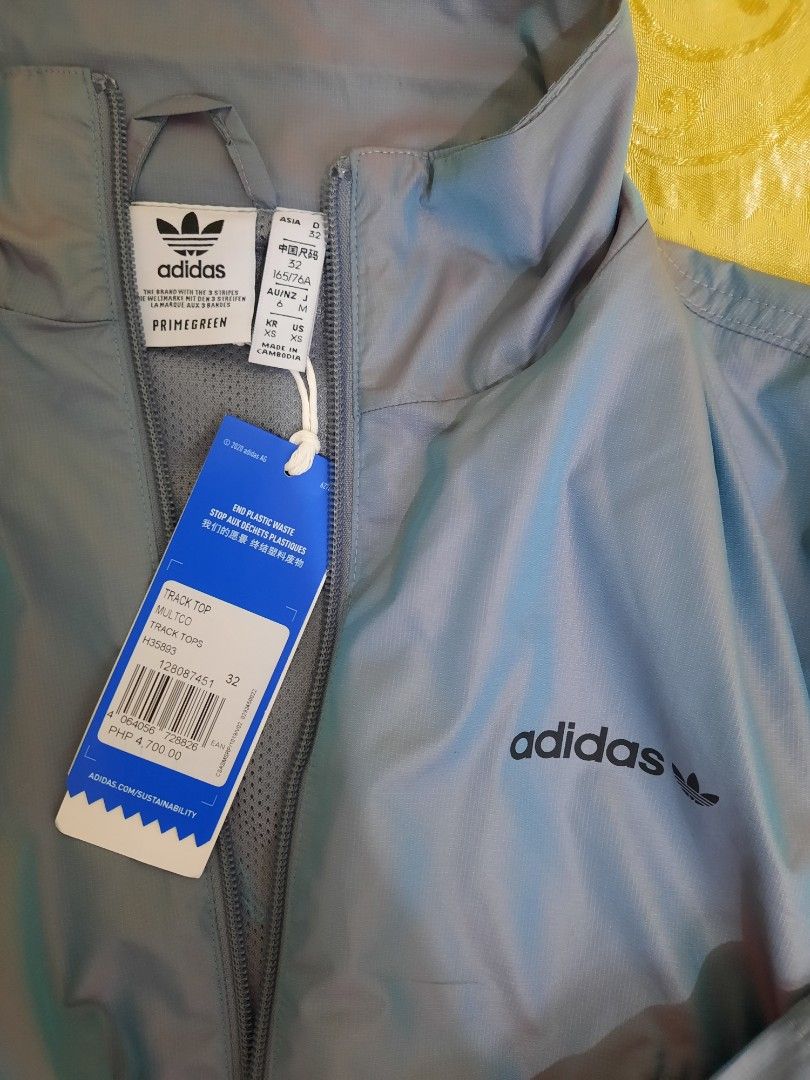 adidas
THE BRAND WITH THE 3 STRIPES
DIE WELTMARKE MIT DEN 3 STREIFEN
LA MARQUE AUX 3 BANDES
PRIMEGREEN
ASIA D
32
中国尺码
32
165/76A
AU/NZ J
6 M
KR US
XS XS
MADE IN
CAMBODIA
© 2020 adidas AG
END PLASTIC WASTE
STOP AUX DÉCHETS PLASTIQUES
我们的愿景 终结塑料废物
TRACK TOP
MULTCO
TRACK TOPS
H35893
128087451 32
4 064056 728826 EAN
PHP 4,700.00
ADIDAS.COM/SUSTAINABILITY
adidas